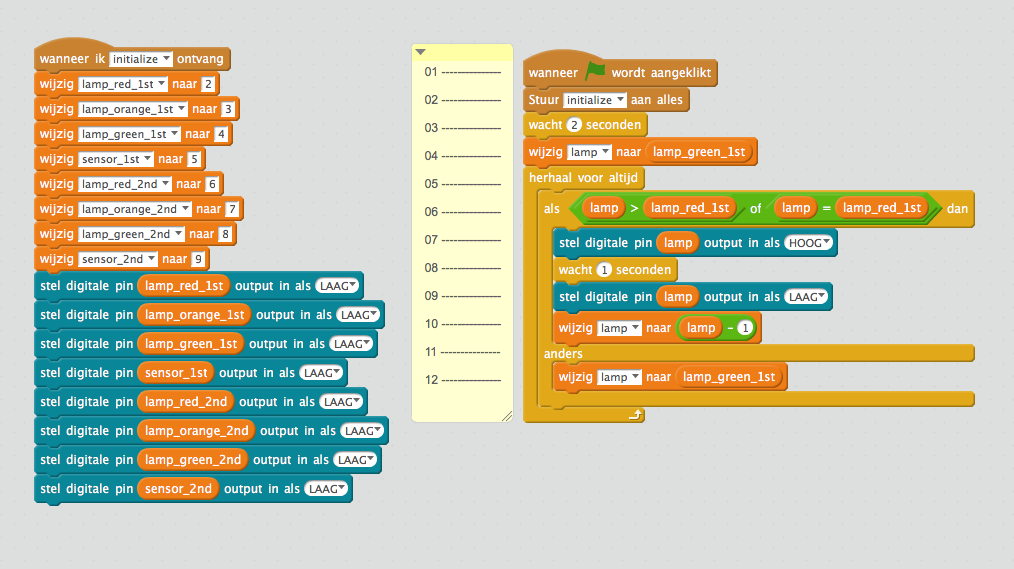 wanneer ik initialize ontvang
wijzig lamp_red_1st naar 2
wijzig lamp_orange_1st naar 3
wijzig lamp_green_1st naar 4
wijzig sensor_1st naar 5
wijzig lamp_red_2nd naar 6
wijzig lamp_orange_2nd naar 7
wijzig lamp_green_2nd naar 8
wijzig sensor_2nd naar 9
stel digitale pin lamp_red_1st output in als LAAG
stel digitale pin lamp_orange_1st output in als LAAG
stel digitale pin lamp_green_1st output in als LAAG
stel digitale pin sensor_1st output in als LAAG
stel digitale pin lamp_red_2nd output in als LAAG
stel digitale pin lamp_orange_2nd output in als LAAG
stel digitale pin lamp_green_2nd output in als LAAG
stel digitale pin sensor_2nd output in als LAAG
01 ---------------
02 ---------------
03 ---------------
04 ---------------
05 ---------------
06 ---------------
07 ---------------
08 ---------------
09 ---------------
10 ---------------
11 ---------------
12 ---------------
wanneer wordt aangeklikt
Stuur initialize aan alles
wacht 2 seconden
wijzig lamp naar lamp_green_1st
herhaal voor altijd
als lamp > lamp_red_1st of lamp = lamp_red_1st dan
stel digitale pin lamp output in als HOOG
wacht 1 seconden
stel digitale pin lamp output in als LAAG
wijzig lamp naar lamp - 1
anders
wijzig lamp naar lamp_green_1st